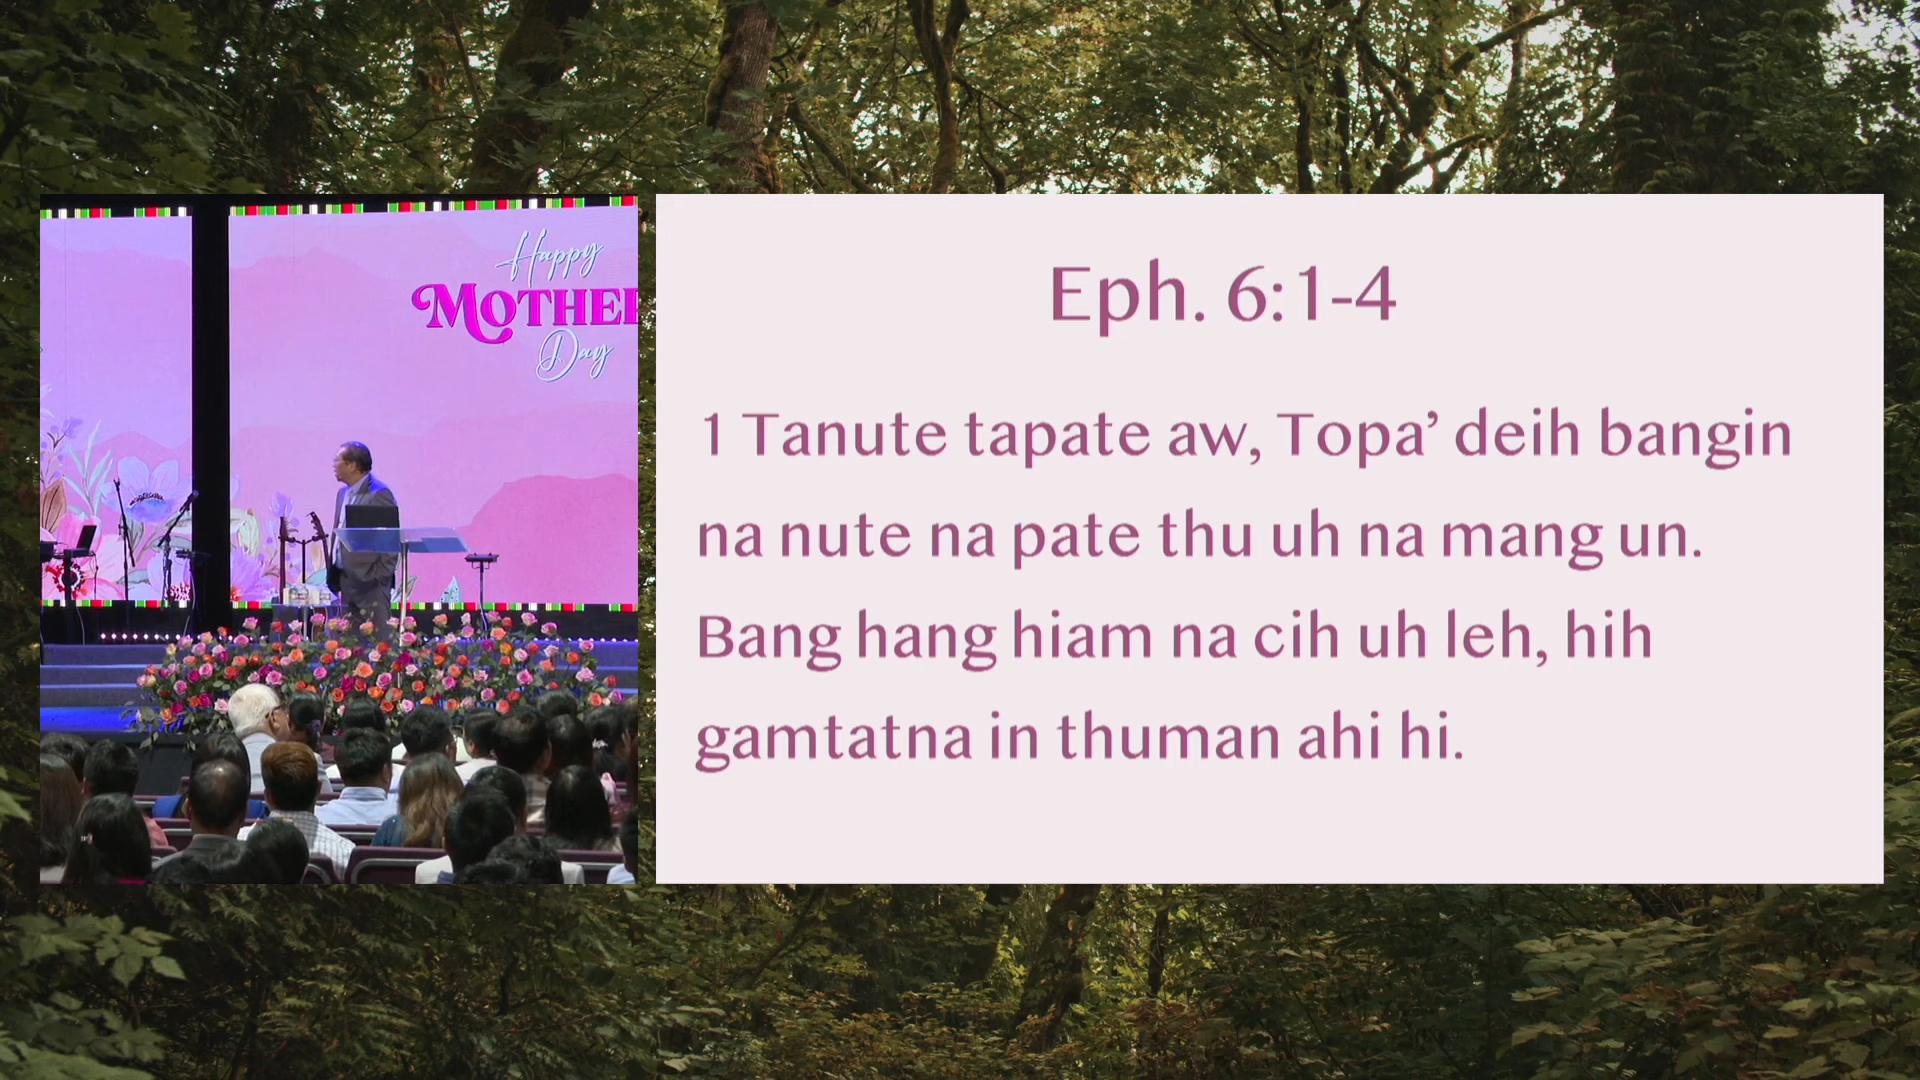 Happy
MOTHER
Day
Eph. 6:1-4
1 Tanute tapate aw, Topa’ deih bangin
na nute na pate thu uh na mang un.
Bang hang hiam na cih uh leh, hih
gamtatna in thuman ahi hi.